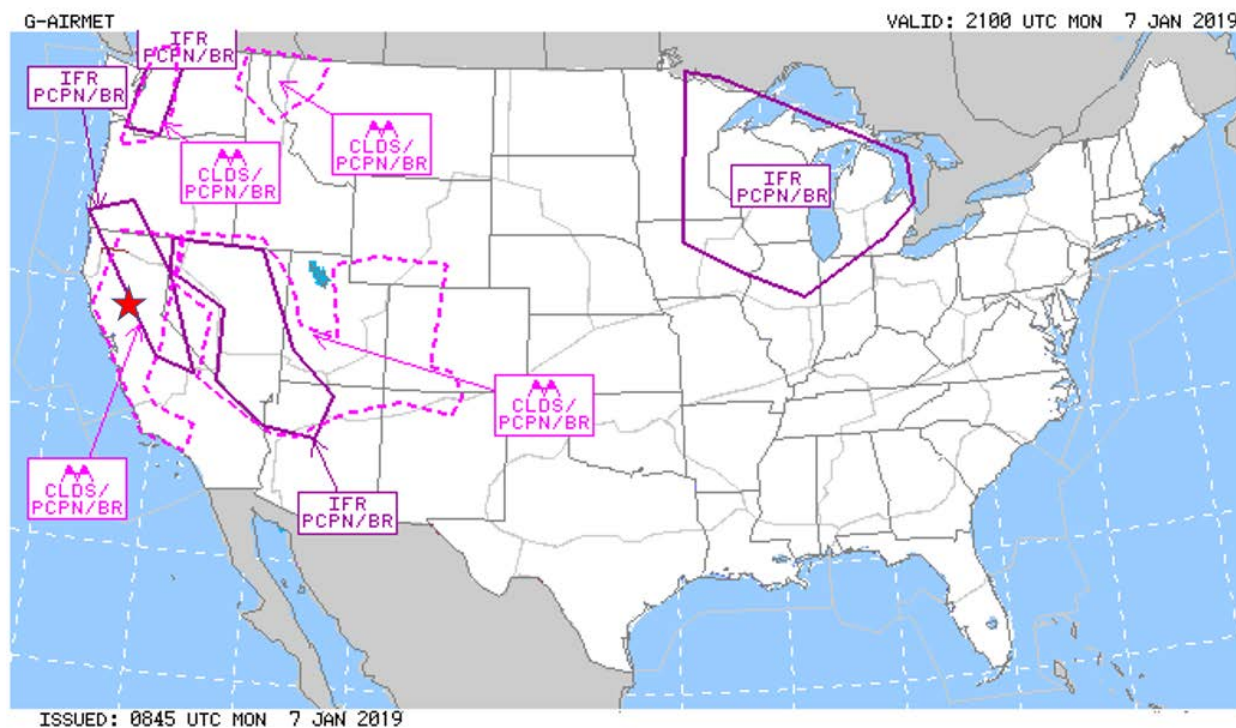 G-AIRMET
VALID: 2100 UTC MON 7 JAN 2019
IFR
PCPN/BR
IFR
PCPN/BR
CLDS/
PCPN/BR
CLDS/
PCPN/BR
IFR
PCPN/BR
CLDS/
PCPN/BR
CLDS/
PCPN/BR
IFR
PCPN/BR
ISSUED: 0845 UTC MON 7 JAN 2019